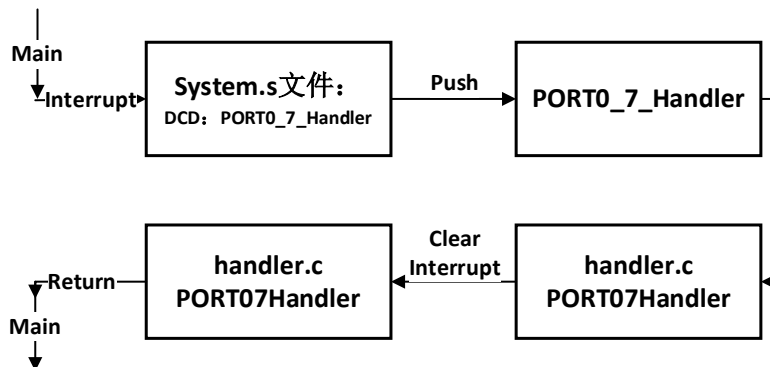 Main
Interrupt
System.s文件：
DCD：PORT0_7_Handler
Push
PORT0_7_Handler
handler.c
PORT07Handler
Clear
Interrupt
handler.c
PORT07Handler
Return
Main